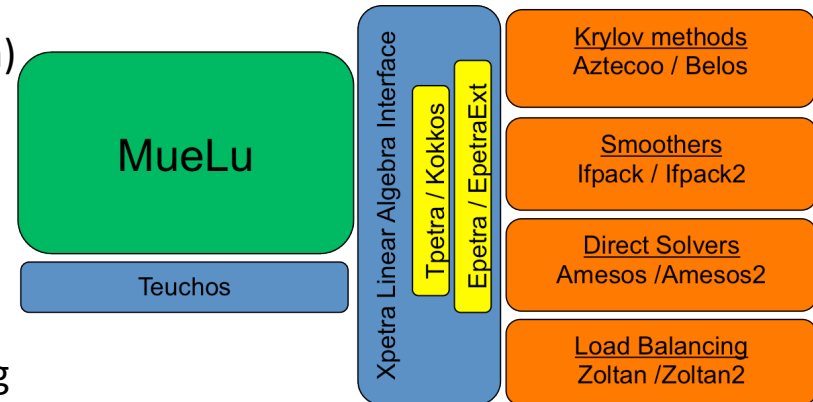 )
MueLu
Teuchos
g
Xpetra Linear Algebra Interface
Tpetra / Kokkos
Epetra / EpetraExt
Krylov methods
Aztecoo / Belos
Smoothers
Ifpack / Ifpack2
Direct Solvers
Amesos /Amesos2
Load Balancing
Zoltan /Zoltan2